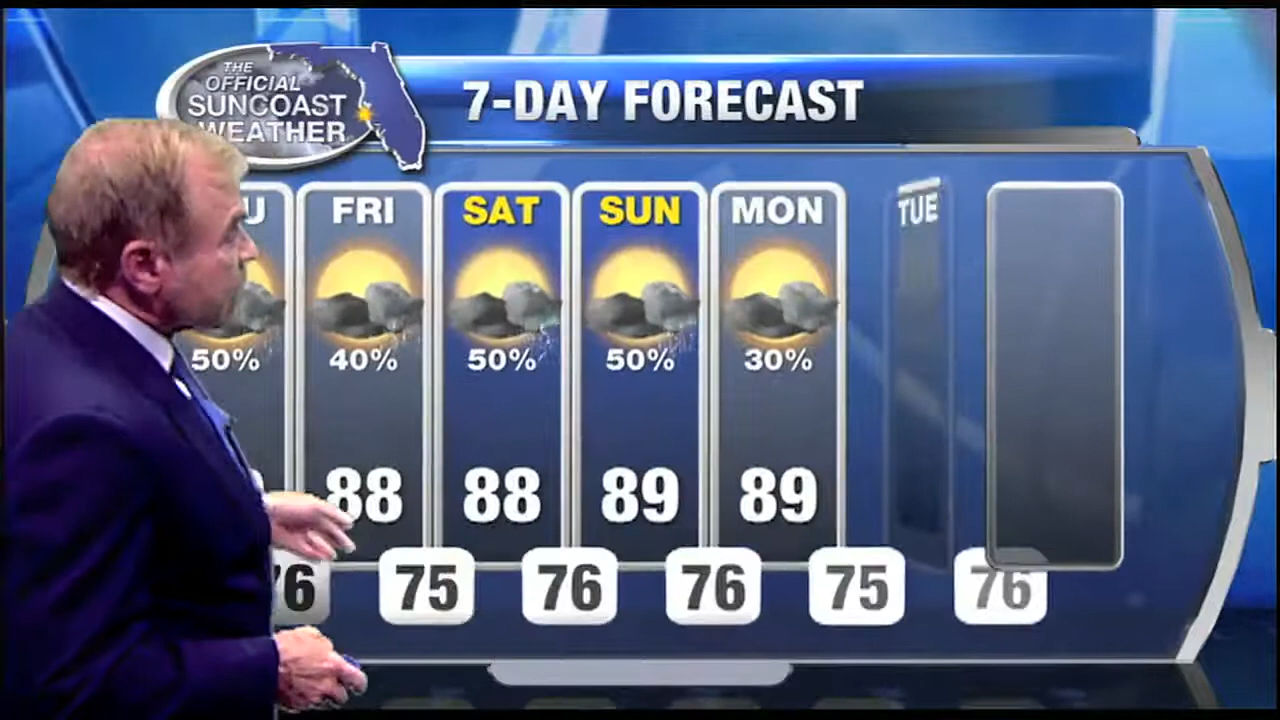 THE
OFFICIAL
SUNCOAST
WEATHER
7-DAY FORECAST
U FRI SAT SUN MON TUE
50% 40% 50% 50% 30%
88 88 89 89
76 75 76 76 75 76